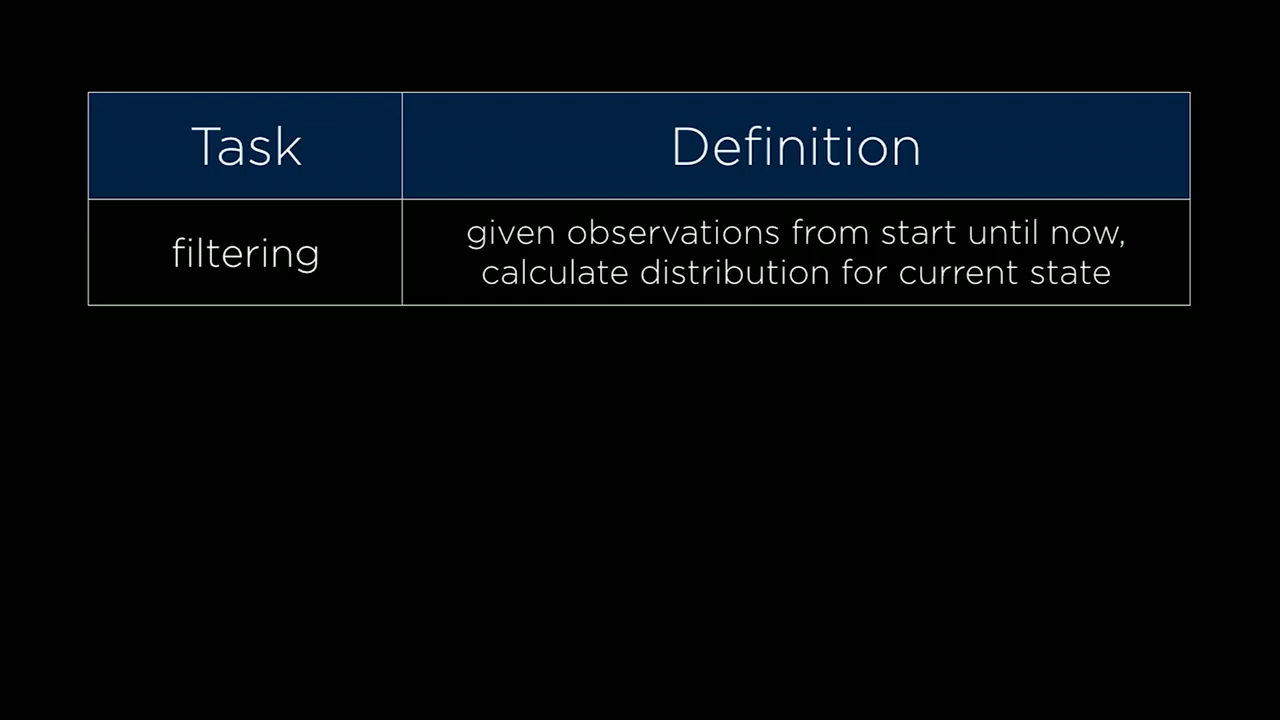 Task
Definition
filtering
given observations from start until now,
calculate distribution for current state